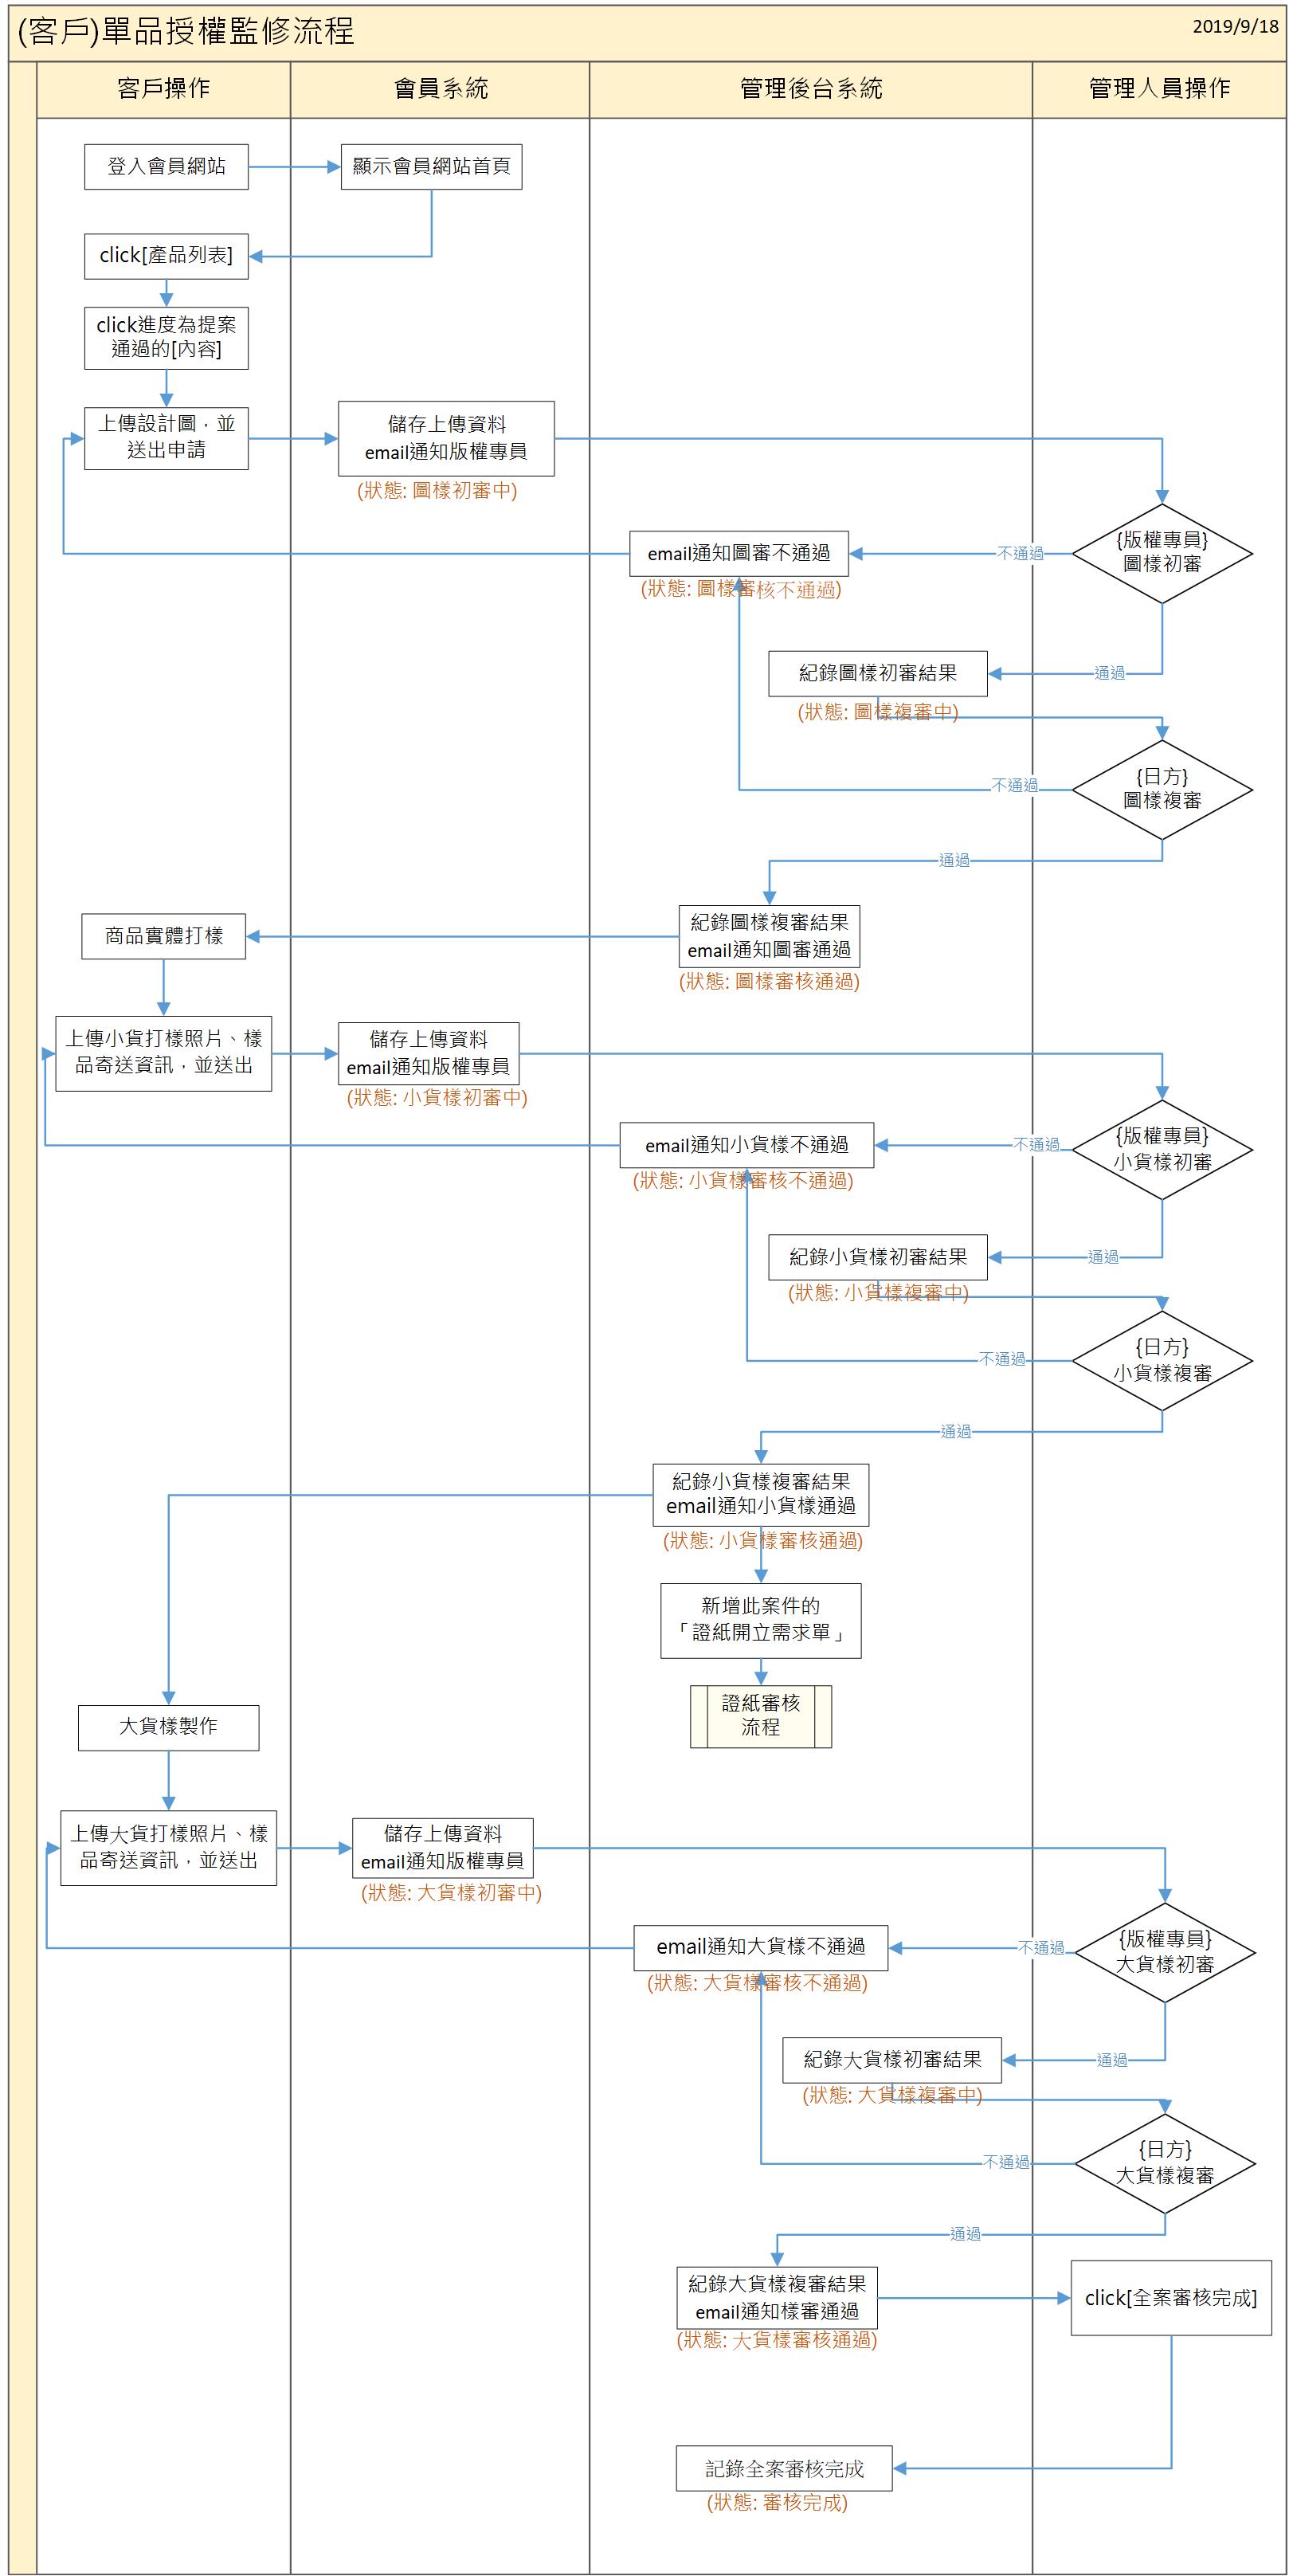 (客戶)單品授權監修流程
2019/9/18
客戶操作
會員系統
管理後台系統
管理人員操作
登入會員網站
顯示會員網站首頁
click[產品列表]
click進度為提案
通過的[內容]
上傳設計圖，並
送出申請
儲存上傳資料
email通知版權專員
(狀態: 圖樣初審中)
{版權專員}
圖樣初審
不通過
email通知圖審不通過
(狀態: 圖樣審核不通過)
通過
紀錄圖樣初審結果
(狀態: 圖樣複審中)
{日方}
圖樣複審
不通過
通過
紀錄圖樣複審結果
email通知圖審通過
(狀態: 圖樣審核通過)
商品實體打樣
上傳小貨打樣照片、樣
品寄送資訊，並送出
儲存上傳資料
email通知版權專員
(狀態: 小貨樣初審中)
{版權專員}
小貨樣初審
不通過
email通知小貨樣不通過
(狀態: 小貨樣審核不通過)
通過
紀錄小貨樣初審結果
(狀態: 小貨樣複審中)
{日方}
小貨樣複審
不通過
通過
紀錄小貨樣複審結果
email通知小貨樣通過
(狀態: 小貨樣審核通過)
新增此案件的
「證紙開立需求單」
證紙審核
流程
大貨樣製作
上傳大貨打樣照片、樣
品寄送資訊，並送出
儲存上傳資料
email通知版權專員
(狀態: 大貨樣初審中)
{版權專員}
大貨樣初審
不通過
email通知大貨樣不通過
(狀態: 大貨樣審核不通過)
通過
紀錄大貨樣初審結果
(狀態: 大貨樣複審中)
{日方}
大貨樣複審
不通過
通過
紀錄大貨樣複審結果
email通知樣審通過
(狀態: 大貨樣審核通過)
click[全案審核完成]
記錄全案審核完成
(狀態: 審核完成)